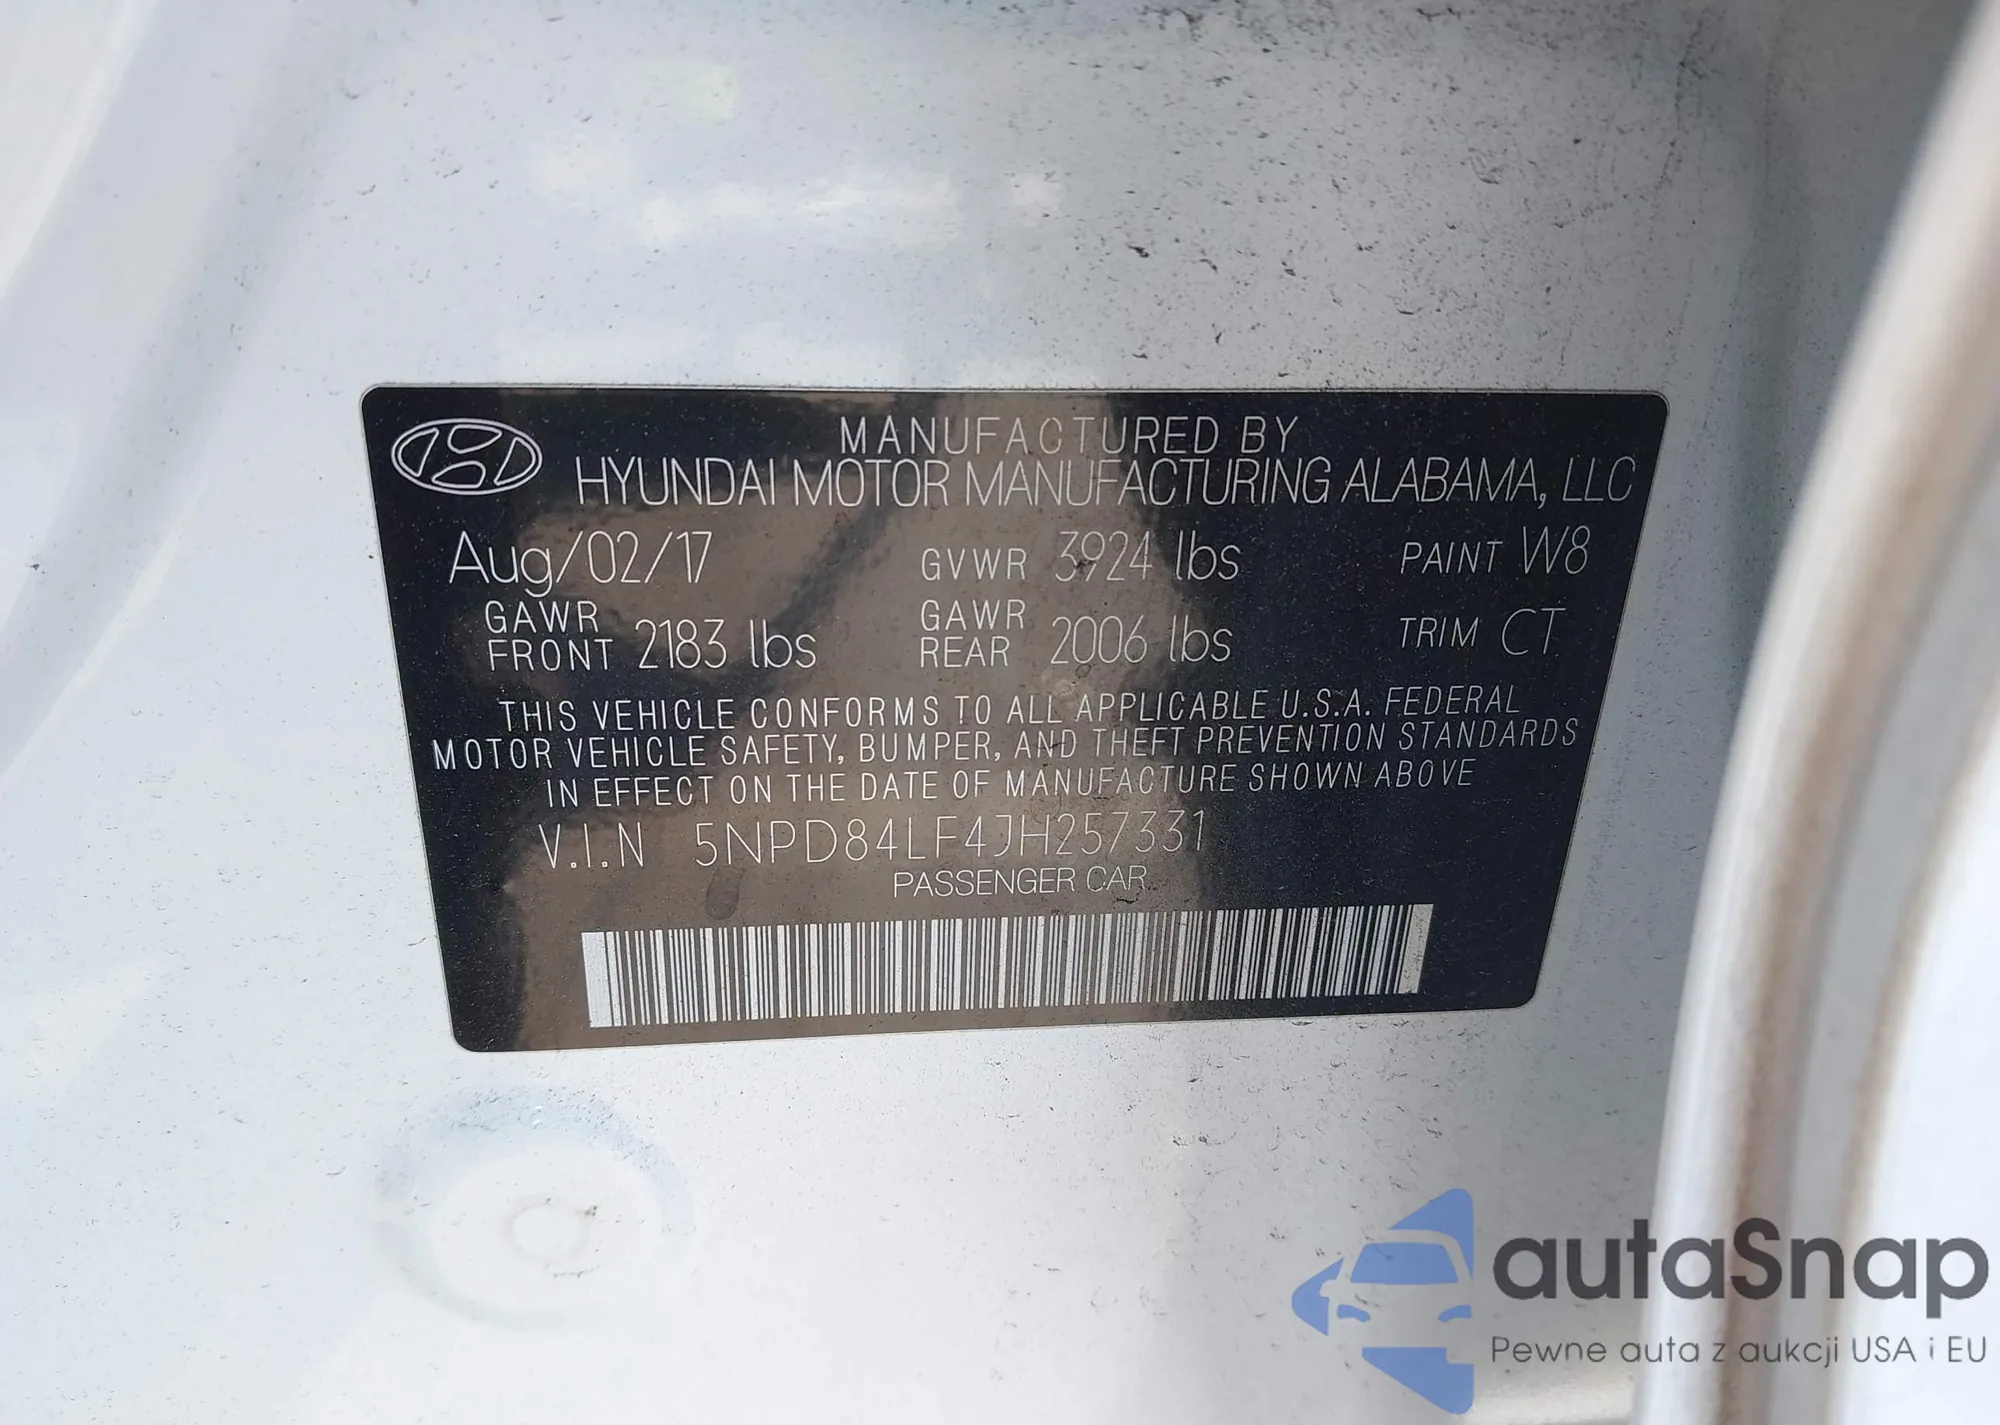 MANUFACTURED BY
HYUNDAI MOTOR MANUFACTURING ALABAMA, LLC
Aug/02/17 GVWR 3924 lbs PAINT W8
GAWR FRONT 2183 lbs GAWR REAR 2006 lbs TRIM CT
THIS VEHICLE CONFORMS TO ALL APPLICABLE U.S.A. FEDERAL
MOTOR VEHICLE SAFETY, BUMPER, AND THEFT PREVENTION STANDARDS
IN EFFECT ON THE DATE OF MANUFACTURE SHOWN ABOVE
V.I.N 5NPD84LF4JH257331
PASSENGER CAR
autaSnap
Pewne auta z aukcji USA i EU